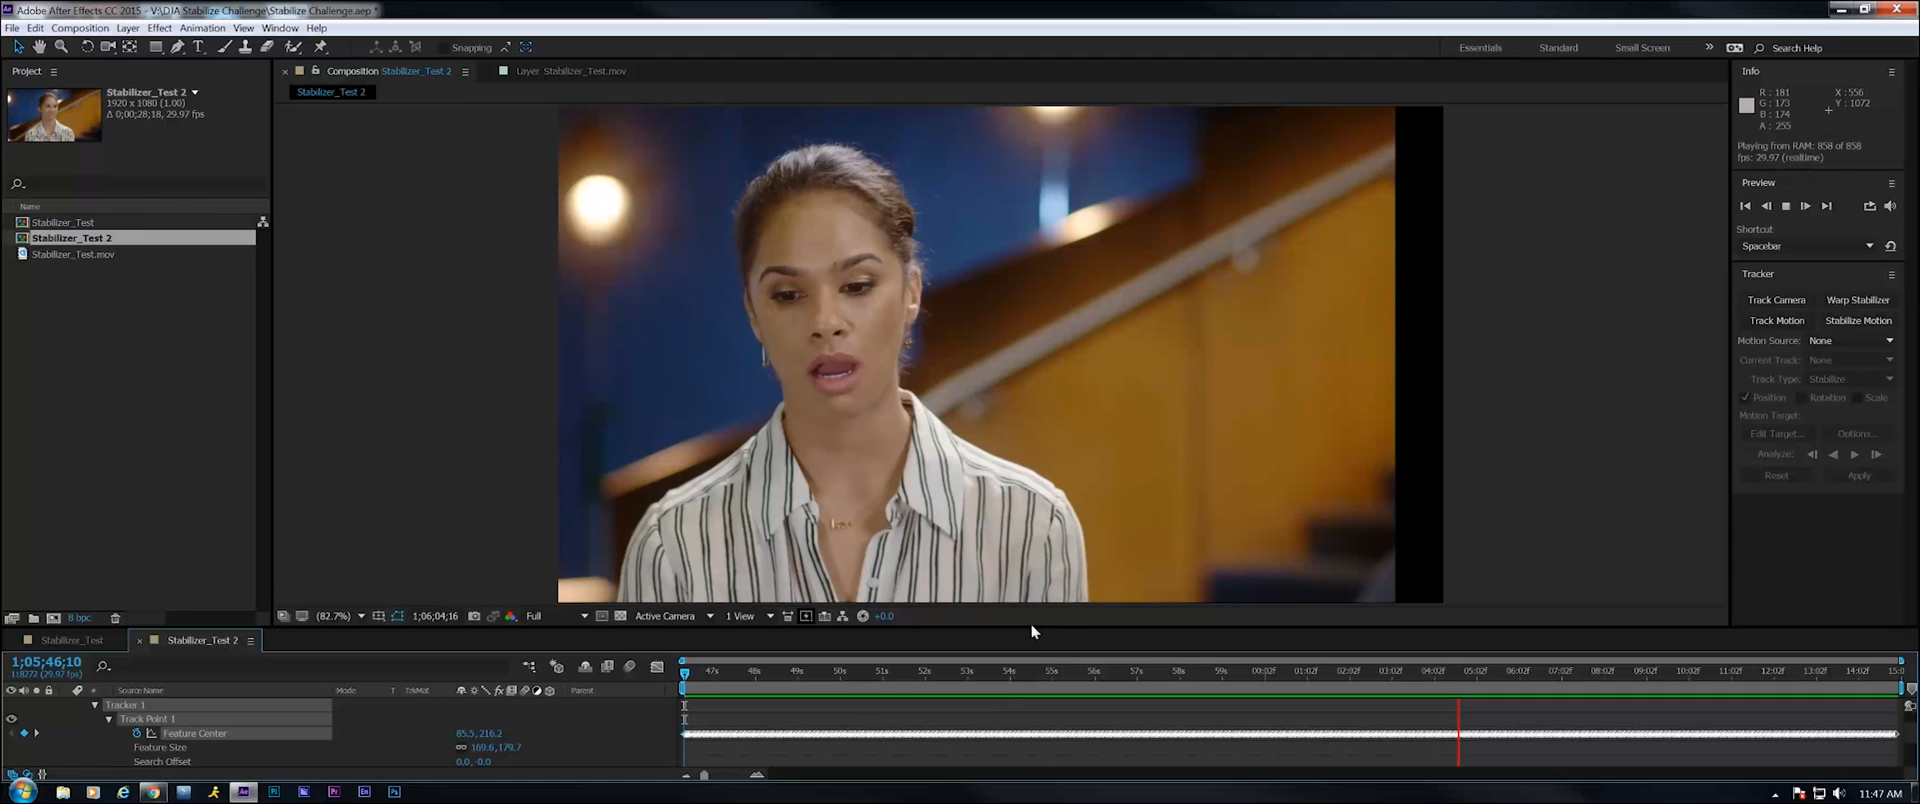 Adobe After Effects CC 2015 - V:\DJA Stabilize Challenge\Stabilize Challenge.aep *
File Edit Composition Layer Effect Animation View Window Help
Snapping
Essentials Standard Small Screen » Search Help
Project
Composition Stabilizer_Test 2
Layer Stabilizer_Test.mov
Info
Stabilizer_Test 2
1920 x 1080 (1.00)
Δ 0;00;28;18, 29.97 fps
Stabilizer_Test 2
R : 181
G : 173
B : 174
A : 255
X : 556
Y : 1072
Playing from RAM: 858 of 858
fps: 29.97 (realtime)
Preview
Name
Stabilizer_Test
Stabilizer_Test 2
Stabilizer_Test.mov
Shortcut
Spacebar
Tracker
Track Camera Warp Stabilizer
Track Motion Stabilize Motion
Motion Source: None
Current Track: None
Track Type: Stabilize
Position Rotation Scale
Motion Target:
Edit Target... Options...
Analyze:
Reset Apply
8 bpc
(82.7%) 1;06;04;16 Full Active Camera 1 View +0.0
Stabilizer_Test
Stabilizer_Test 2
1;05;46;10
118272 (29.97 fps)
47s 48s 49s 50s 51s 52s 53s 54s 55s 56s 57s 58s 59s 00:02f 01:02f 02:02f 03:02f 04:02f 05:02f 06:02f 07:02f 08:02f 09:02f 10:02f 11:02f 12:02f 13:02f 14:02f 15:0
# Source Name Mode T TrkMat Parent
Tracker 1
Track Point 1
Feature Center 85.5, 216.2
Feature Size 169.6, 179.7
Search Offset 0.0, -0.0
11:47 AM